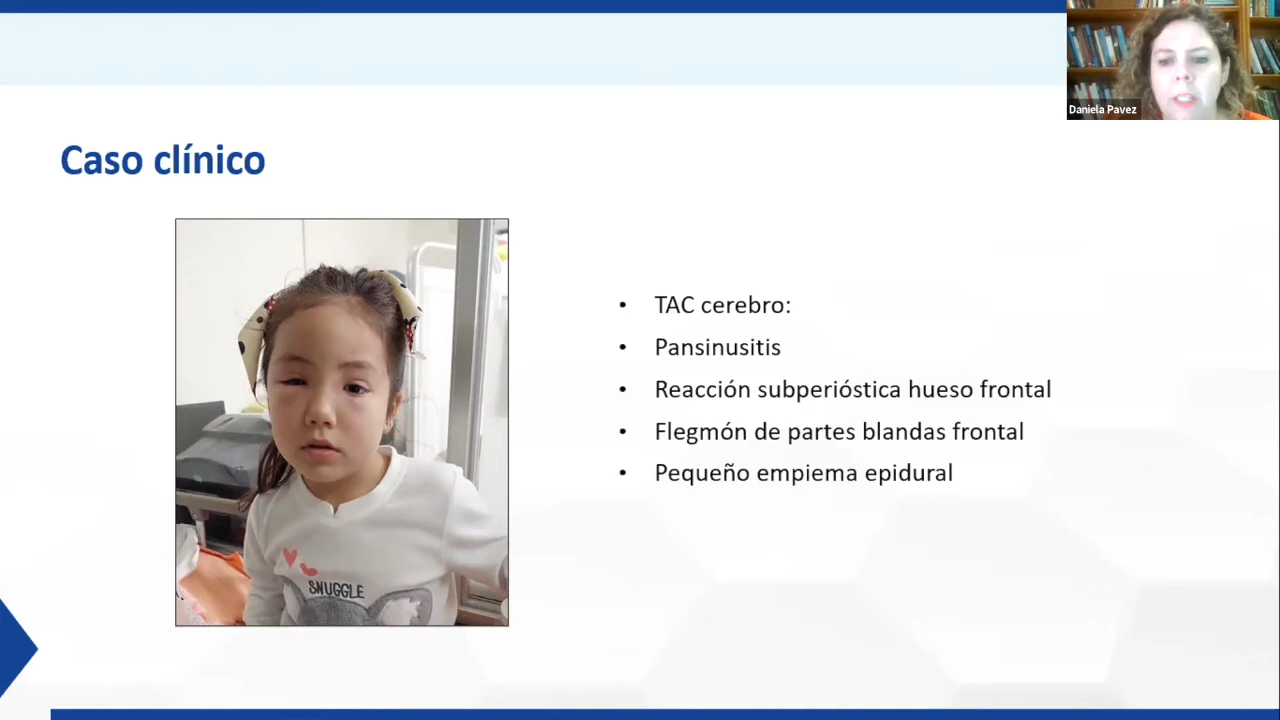 Daniela Pavez
Caso clínico
SNUGGLE
• TAC cerebro:
• Pansinusitis
• Reacción subperióstica hueso frontal
• Flegmón de partes blandas frontal
• Pequeño empiema epidural